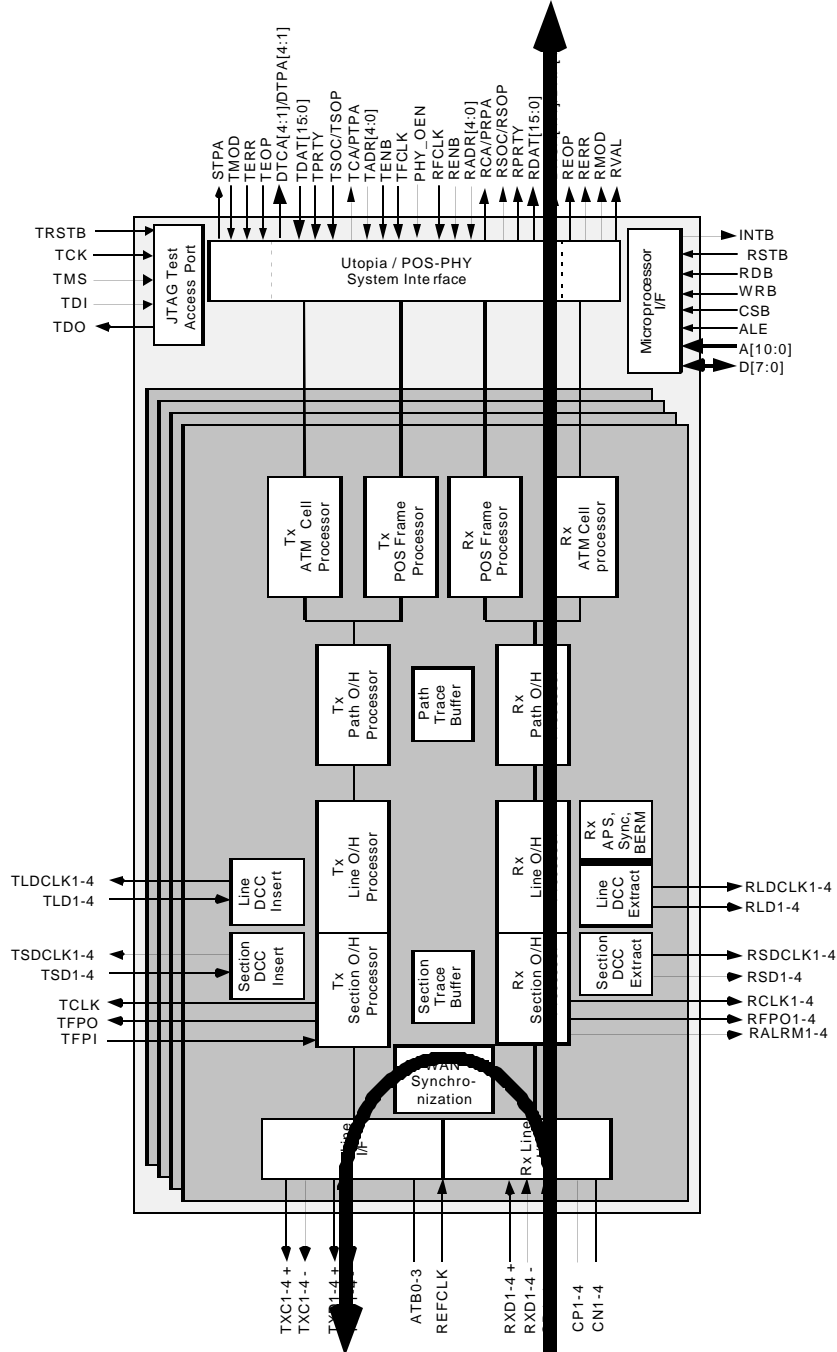 STPA
TMOD
TERR
TEOP
DTCA[4:1]/DTPA[4:1]
TDAT[15:0]
TPRTY
TSOC/TSOP
TCA/PTPA
TADR[4:0]
TENB
TFCLK
PHY_OEN
RFCLK
RENB
RADR[4:0]
RCA/PRPA
RSOC/RSOP
RPRTY
RDAT[15:0]
REOP
RERR
RMOD
RVAL
TRSTB
TCK
TMS
TDI
TDO
JTAG Test
Access Port
Utopia / POS-PHY
System Interface
Microprocessor
I/F
INTB
RSTB
RDB
WRB
CSB
ALE
A[10:0]
D[7:0]
Tx
ATM Cell
Processor
Tx
POS Frame
Processor
Rx
POS Frame
Processor
Rx
ATM Cell
processor
Tx
Path O/H
Processor
Path
Trace
Buffer
Rx
Path O/H
Tx
Line O/H
Processor
Rx
Line O/H
Rx
APS,
Sync,
BERM
TLDCLK1-4
TLD1-4
Line
DCC
Insert
Line
DCC
Extract
RLDCLK1-4
RLD1-4
TSDCLK1-4
TSD1-4
Section
DCC
Insert
Tx
Section O/H
Processor
Section
Trace
Buffer
Rx
Section O/H
Section
DCC
Extract
RSDCLK1-4
RSD1-4
TCLK
TFPO
TFPI
RCLK1-4
RFPO1-4
RALRM1-4
WAN
Synchro-
nization
Line
I/F
Rx Line
TXC1-4 +
TXC1-4 -
TXD1-4 +
ATB0-3
REFCLK
RXD1-4 +
RXD1-4 -
CP1-4
CN1-4